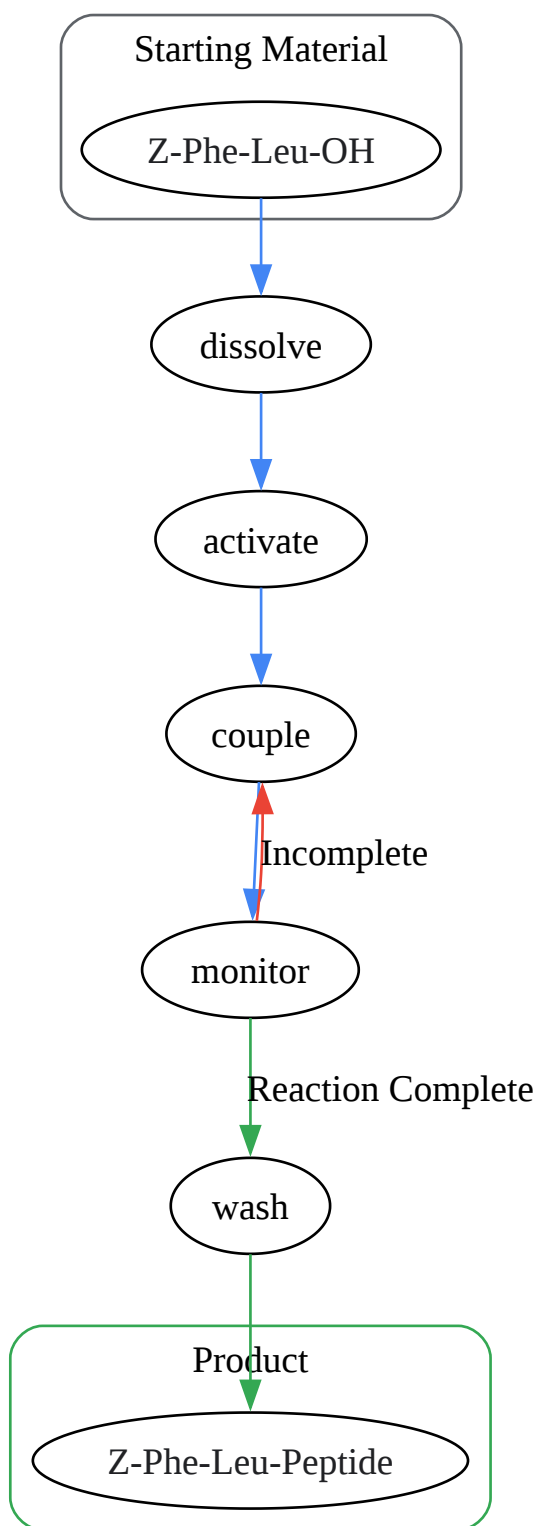 Starting Material
Z-Phe-Leu-OH
dissolve
activate
couple
Incomplete
monitor
Reaction Complete
wash
Product
Z-Phe-Leu-Peptide